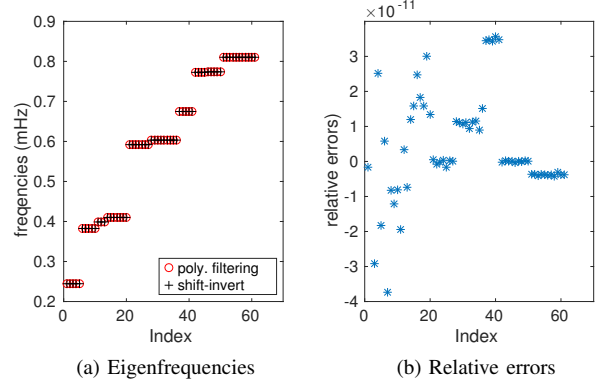 0.9
0.8
0.7
0.6
0.5
0.4
0.3
0.2
0 20 40 60
freqencies (mHz)
Index
poly. filtering
shift-invert
(a) Eigenfrequencies
×10-11
3
2
1
0
-1
-2
-3
-4
0 20 40 60
relative errors)
Index
(b) Relative errors